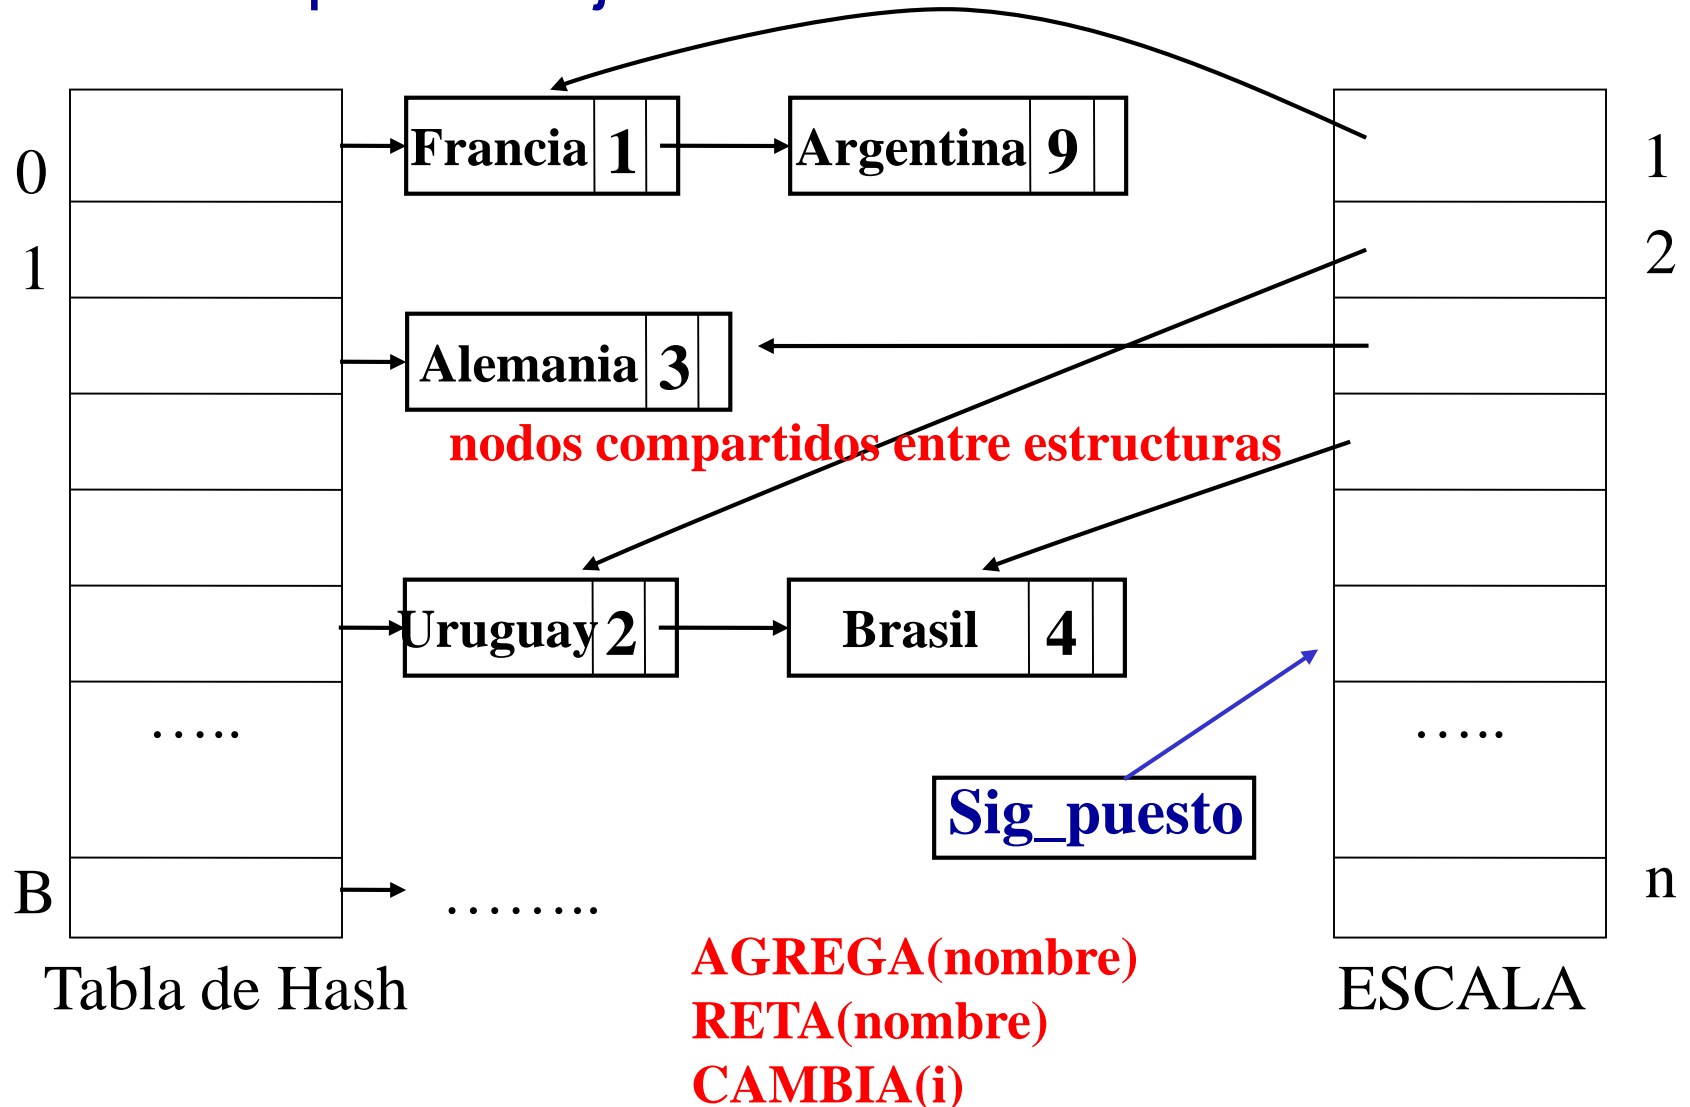 0
1
Francia 1
Argentina 9
1
2
Alemania 3
nodos compartidos entre estructuras
Uruguay 2
Brasil 4
…..
…..
Sig_puesto
B
……..
n
AGREGA(nombre)
Tabla de Hash
ESCALA
RETA(nombre)
CAMBIA(i)